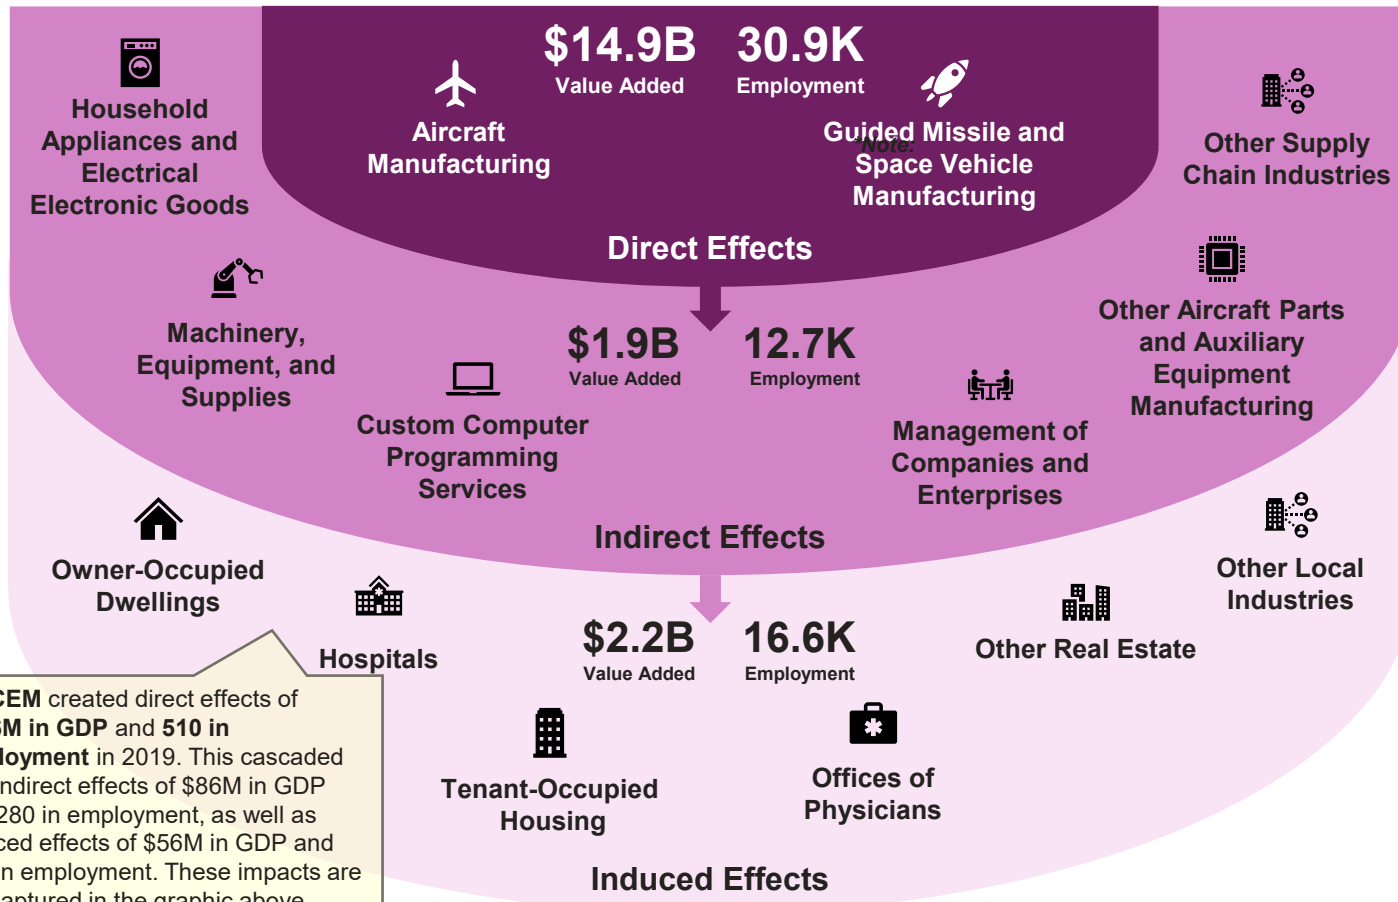 $14.9B
Value Added
30.9K
Employment
Household
Appliances and
Electrical
Electronic Goods
Aircraft
Manufacturing
Guided Missile and
Space Vehicle
Manufacturing
*Note:
Other Supply
Chain Industries
Direct Effects
Machinery,
Equipment, and
Supplies
$1.9B
Value Added
12.7K
Employment
Other Aircraft Parts
and Auxiliary
Equipment
Manufacturing
Custom Computer
Programming
Services
Management of
Companies and
Enterprises
Indirect Effects
Owner-Occupied
Dwellings
Hospitals
$2.2B
Value Added
16.6K
Employment
Other Real Estate
Other Local
Industries
Tenant-Occupied
Housing
Offices of
Physicians
Induced Effects
CEM created direct effects of
M in GDP and 510 in
loyment in 2019. This cascaded
ndirect effects of $86M in GDP
280 in employment, as well as
ced effects of $56M in GDP and
n employment. These impacts are
aptured in the graphic above